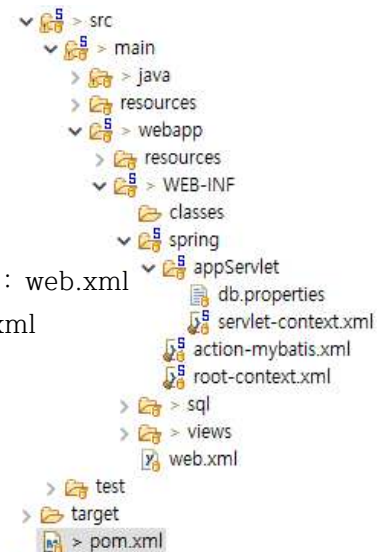 > src
> main
> java
resources
> webapp
resources
> WEB-INF
classes
spring
appServlet
: web.xml
db.properties
xml
servlet-context.xml
action-mybatis.xml
root-context.xml
> sql
> views
web.xml
test
target
> pom.xml